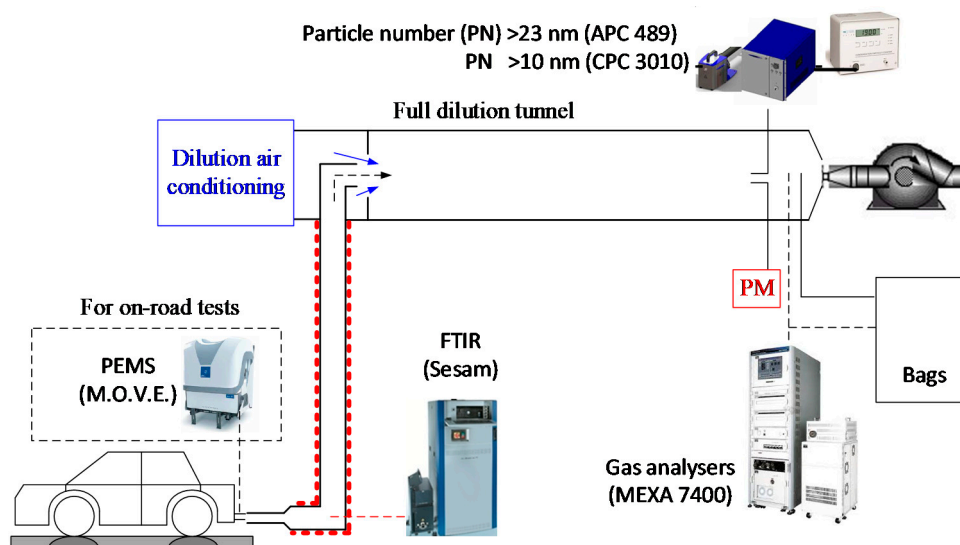 Particle number (PN) >23 nm (APC 489)
PN >10 nm (CPC 3010)
Full dilution tunnel
Dilution air
conditioning
PM
For on-road tests
PEMS
(M.O.V.E.)
FTIR
(Sesam)
Bags
Gas analysers
(MEXA 7400)